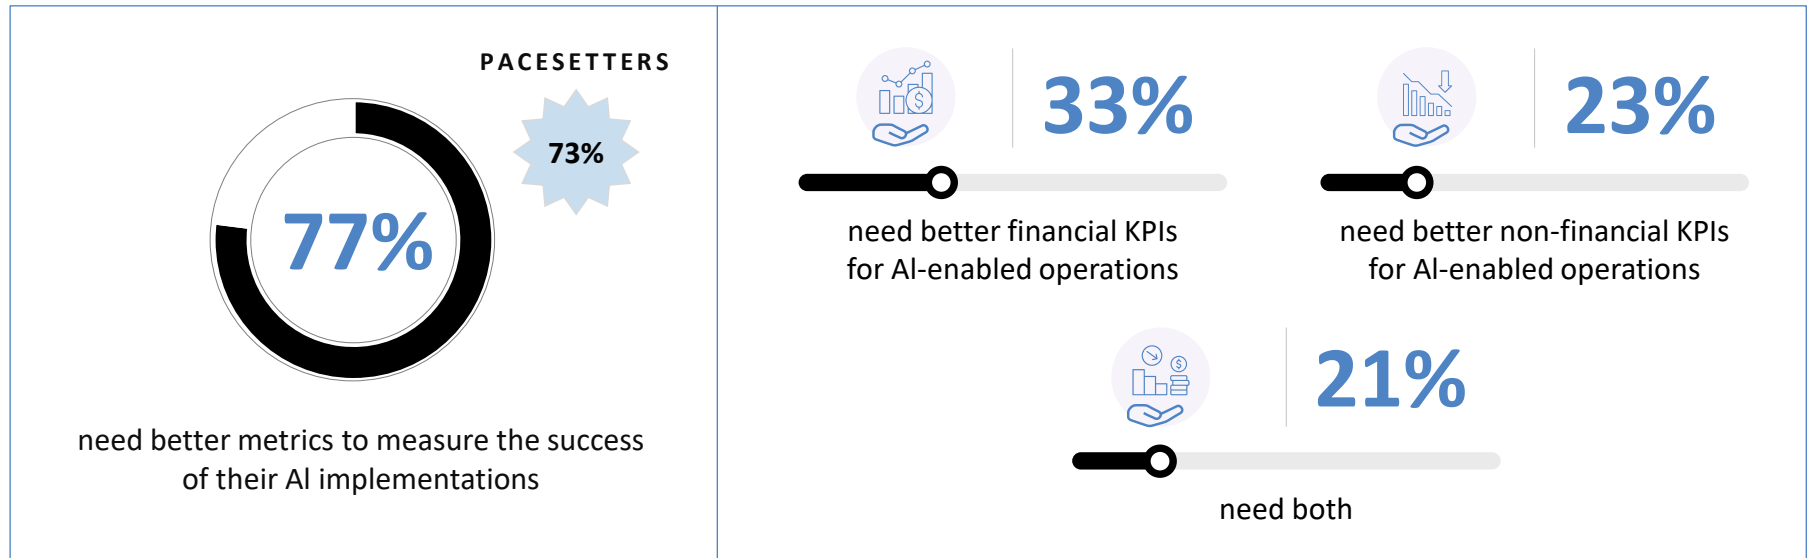 PACESETTERS
73%
77%
need better metrics to measure the success
of their AI implementations
33%
need better financial KPIs
for AI-enabled operations
23%
need better non-financial KPIs
for AI-enabled operations
21%
need both